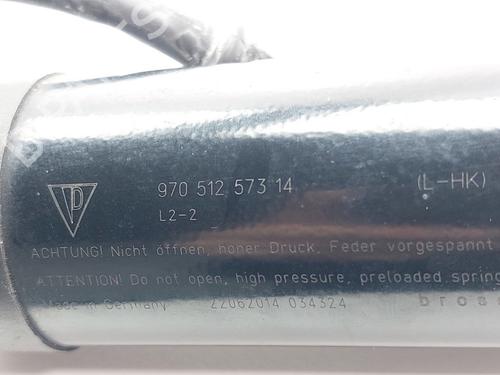 970 512 573 14 (L-HK)
L2-2
ACHTUNG! Nicht öffnen, hoher Druck. Feder vorgespannt
ATTENTION! Do not open, high pressure, preloaded spring
Made in Germany 22062014 034324 brose